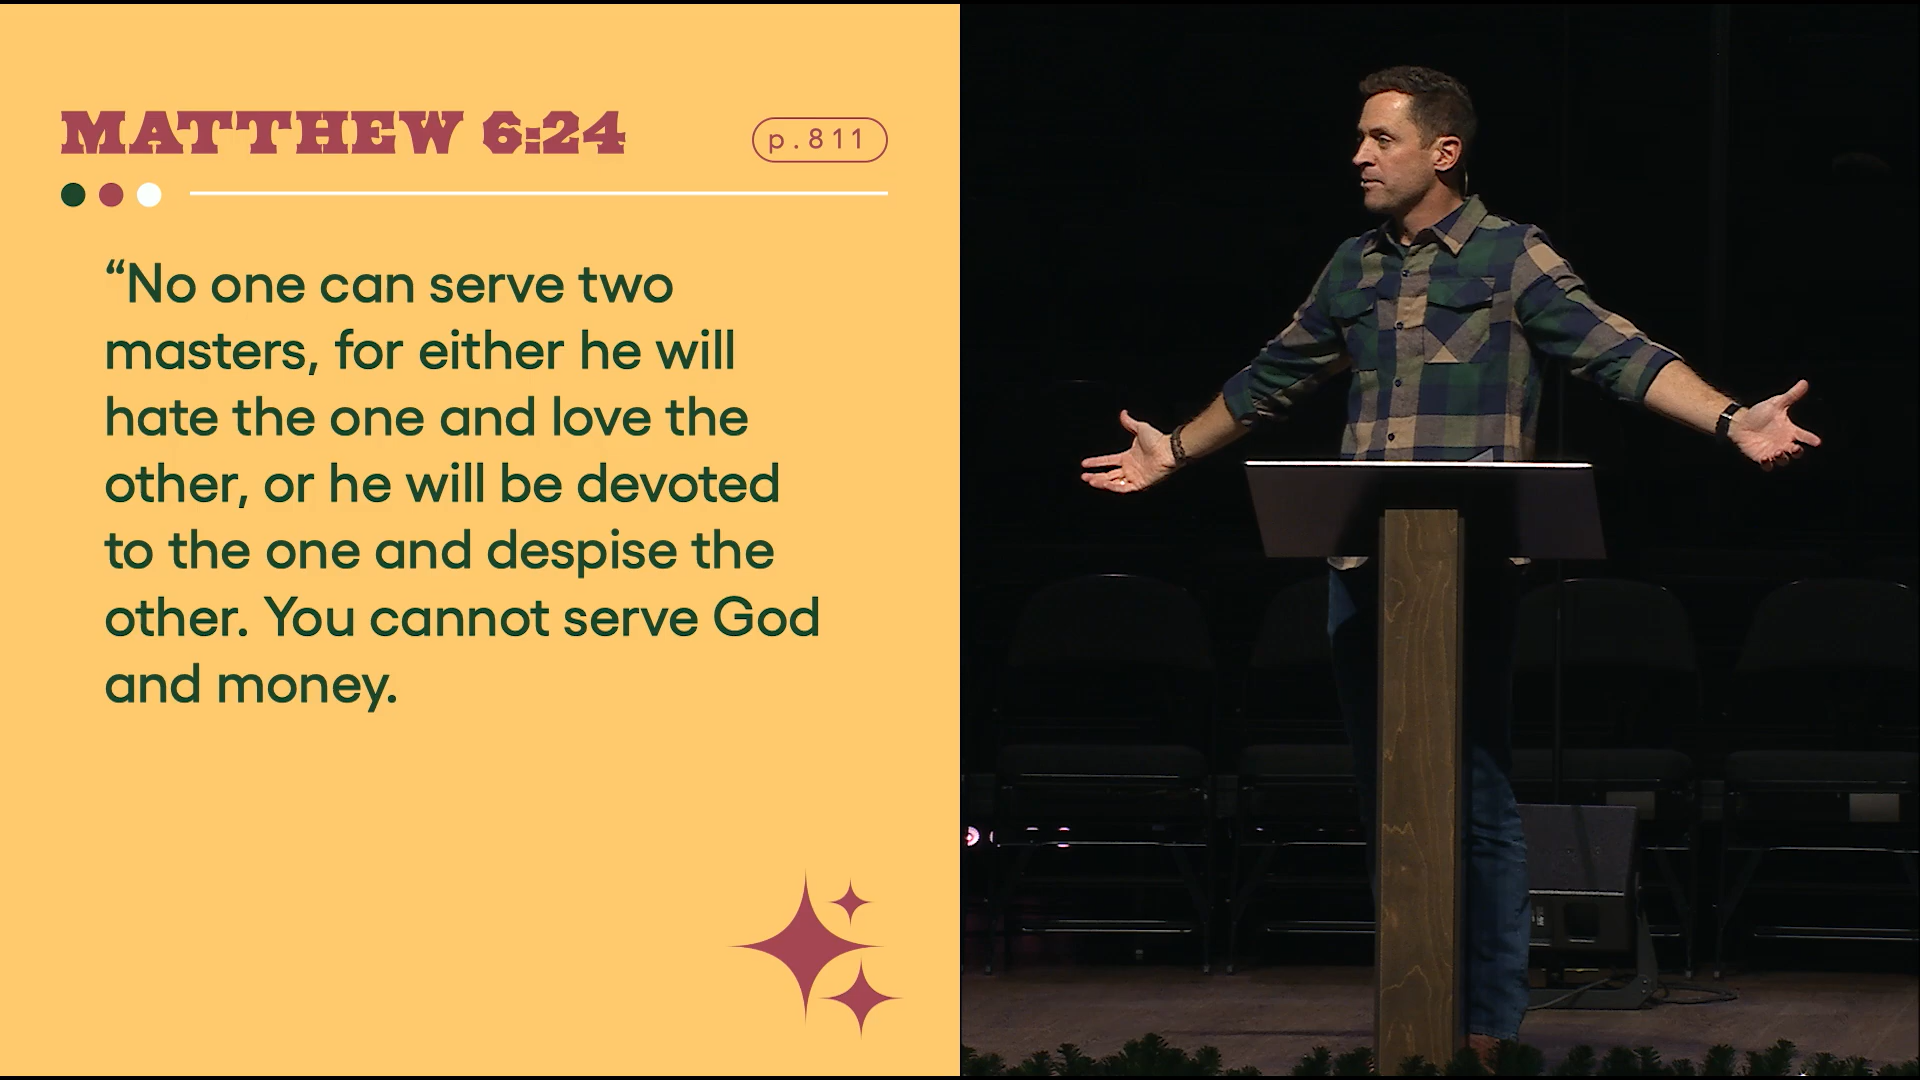 MATTHEW 6:24
p.811
“No one can serve two
masters, for either he will
hate the one and love the
other, or he will be devoted
to the one and despise the
other. You cannot serve God
and money.